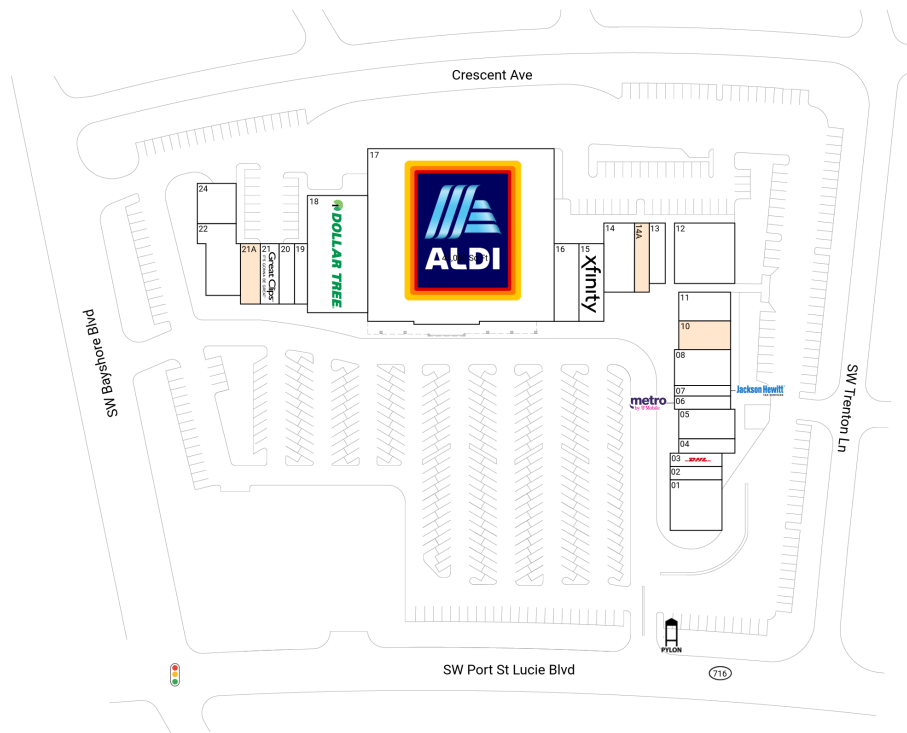 Crescent Ave
17
24
18
DOLLAR TREE
ALDI
22
14
14A
13
12
21A
21
Great Clips
20
19
16
15
xfinity
11
10
SW Bayshore Blvd
08
07
Jackson Hewitt
TAX SERVICES
metro
by T Mobile
06
05
SW Trenton Ln
04
03
DHL
02
01
PYLON
SW Port St Lucie Blvd
716